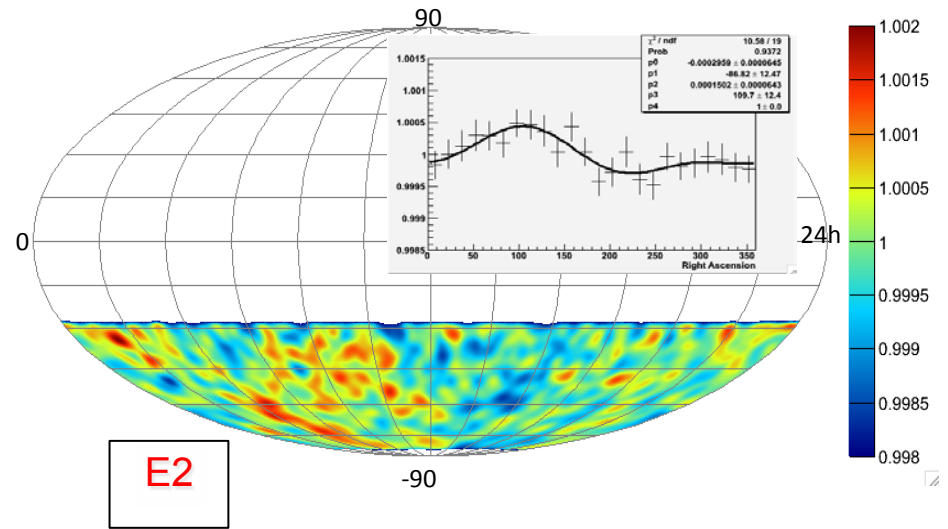 90
χ² / ndf 10.58 / 19
Prob 0.9372
p0 -0.0002959 ± 0.0000645
p1 -86.82 ± 12.47
p2 0.0001502 ± 0.0000643
p3 109.7 ± 12.4
p4 1 ± 0.0
1.0015
1.001
1.0005
1
0.9995
0.999
0.9985
0 50 100 150 200 250 300 350
Right Ascension
0
24h
-90
E2
1.002
1.0015
1.001
1.0005
1
0.9995
0.999
0.9985
0.998